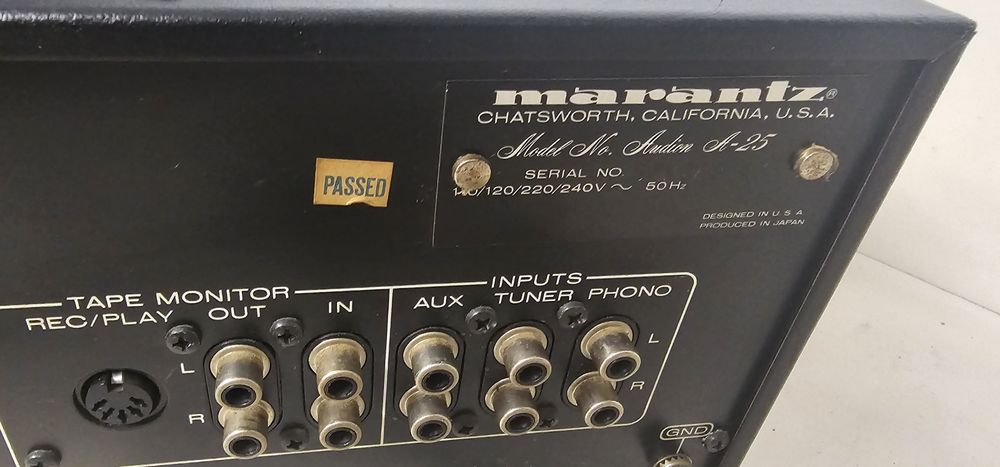 marantz®
CHATSWORTH, CALIFORNIA, U.S.A.
Model No. Audion A-25
SERIAL NO.
/120/220/240V ~ 50Hz
DESIGNED IN U S A
PRODUCED IN JAPAN
PASSED
TAPE MONITOR
REC/PLAY OUT IN
INPUTS
AUX TUNER PHONO
L
L
R
R
GND